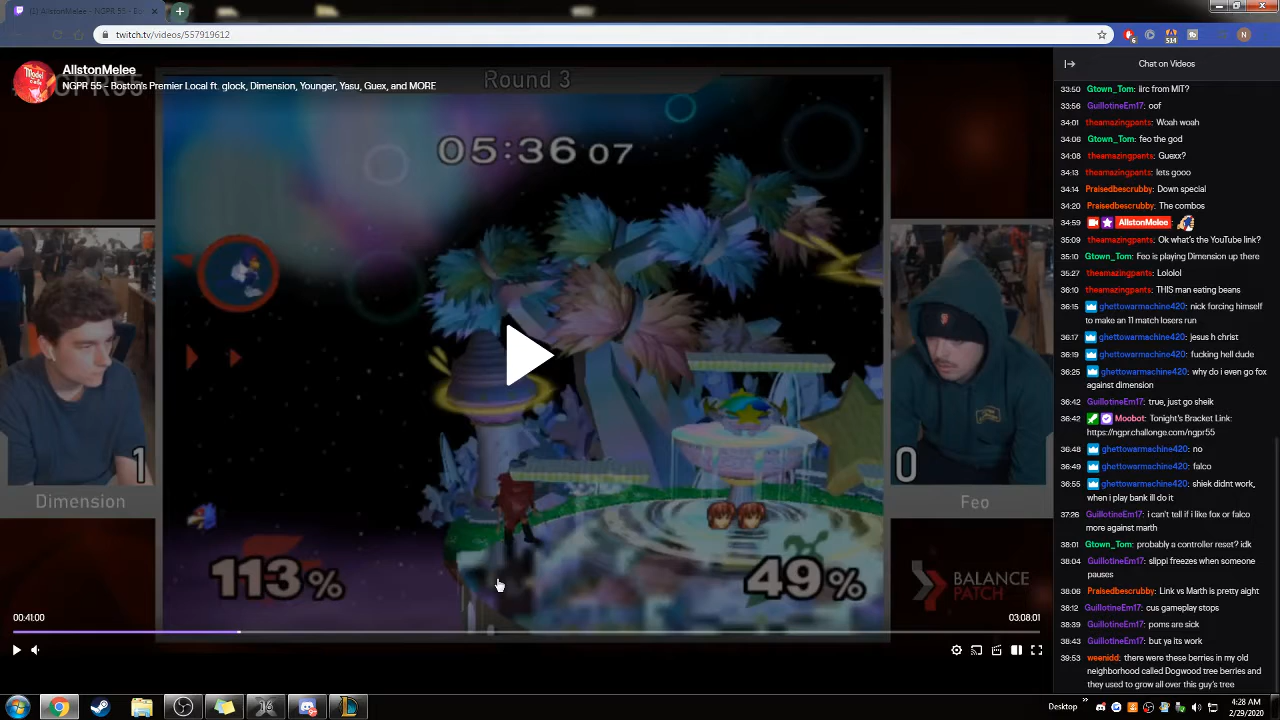 (1) AllstonMelee - NGPR 55 - Bos
twitch.tv/videos/557919612
6
514
N
AllstonMelee
NGPR 55 - Boston's Premier Local ft. glock, Dimension, Younger, Yasu, Guex, and MORE
Round 3
05:36 07
1
Dimension
0
Feo
113%
49%
BALANCE
PATCH
00:41:00
03:08:01
Chat on Videos
33:50 Gtown_Tom: iirc from MIT?
33:56 GuillotineEm17: oof
34:01 theamazingpants: Woah woah
34:06 Gtown_Tom: feo the god
34:08 theamazingpants: Guexx?
34:13 theamazingpants: lets gooo
34:14 Praisedbescrubby: Down special
34:20 Praisedbescrubby: The combos
34:59 AllstonMelee:
35:09 theamazingpants: Ok what's the YouTube link?
35:10 Gtown_Tom: Feo is playing Dimension up there
35:27 theamazingpants: Lololol
36:10 theamazingpants: THIS man eating beans
36:15 ghettowarmachine420: nick forcing himself
to make an 11 match losers run
36:17 ghettowarmachine420: jesus h christ
36:19 ghettowarmachine420: fucking hell dude
36:25 ghettowarmachine420: why do i even go fox
against dimension
36:42 GuillotineEm17: true, just go sheik
36:42 Moobot: Tonight's Bracket Link:
https://ngpr.challonge.com/ngpr55
36:48 ghettowarmachine420: no
36:49 ghettowarmachine420: falco
36:55 ghettowarmachine420: shiek didnt work,
when i play bank ill do it
37:26 GuillotineEm17: i can't tell if i like fox or falco
more against marth
38:01 Gtown_Tom: probably a controller reset? idk
38:04 GuillotineEm17: slippi freezes when someone
pauses
38:06 Praisedbescrubby: Link vs Marth is pretty aight
38:12 GuillotineEm17: cus gameplay stops
38:39 GuillotineEm17: poms are sick
38:43 GuillotineEm17: but ya its work
39:53 weenidd: there were these berries in my old
neighborhood called Dogwood tree berries and
they used to grow all over this guy's tree
Desktop
4:28 AM
2/29/2020